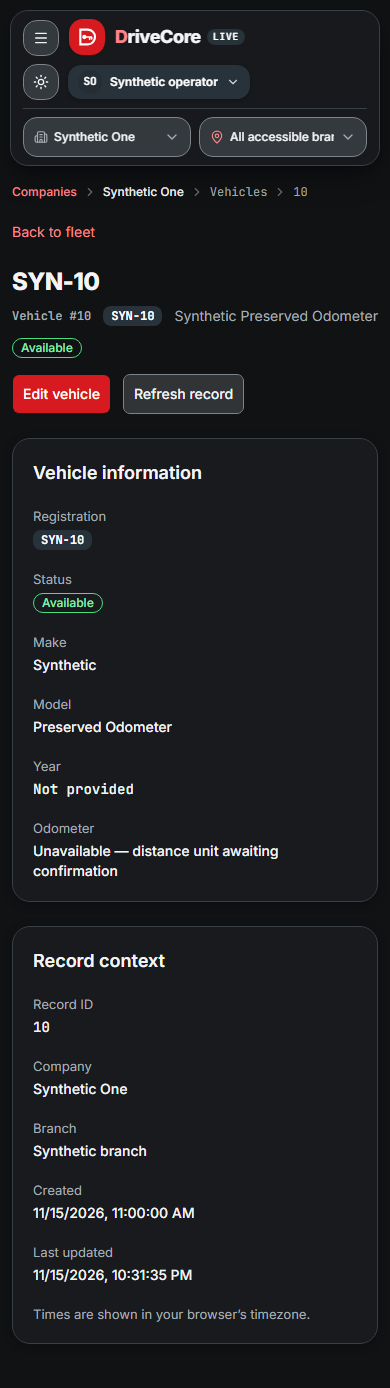 DriveCore LIVE
SO Synthetic operator
Synthetic One All accessible bran
Companies > Synthetic One > Vehicles > 10
Back to fleet
SYN-10
Vehicle #10 SYN-10 Synthetic Preserved Odometer
Available
Edit vehicle Refresh record
Vehicle information
Registration
SYN-10
Status
Available
Make
Synthetic
Model
Preserved Odometer
Year
Not provided
Odometer
Unavailable — distance unit awaiting
confirmation
Record context
Record ID
10
Company
Synthetic One
Branch
Synthetic branch
Created
11/15/2026, 11:00:00 AM
Last updated
11/15/2026, 10:31:35 PM
Times are shown in your browser’s timezone.